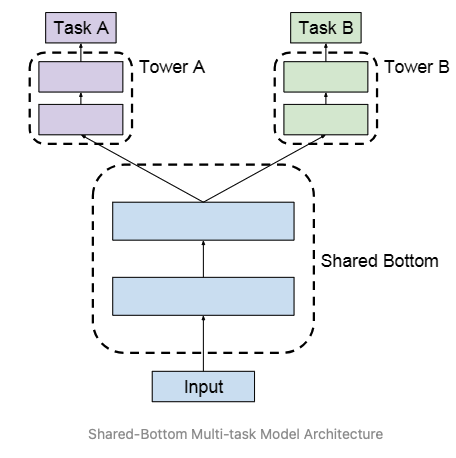 Task A
Task B
Tower A
Tower B
Shared Bottom
Input
Shared-Bottom Multi-task Model Architecture